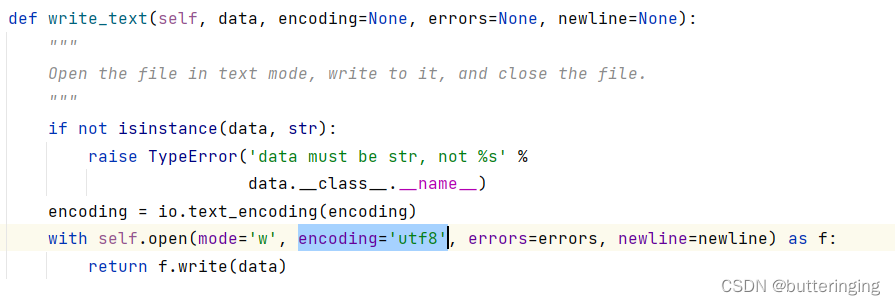 def write_text(self, data, encoding=None, errors=None, newline=None):
    """
    Open the file in text mode, write to it, and close the file.
    """
    if not isinstance(data, str):
        raise TypeError('data must be str, not %s' %
                        data.__class__.__name__)
    encoding = io.text_encoding(encoding)
    with self.open(mode='w', encoding='utf8', errors=errors, newline=newline) as f:
        return f.write(data)
CSDN @butteringing